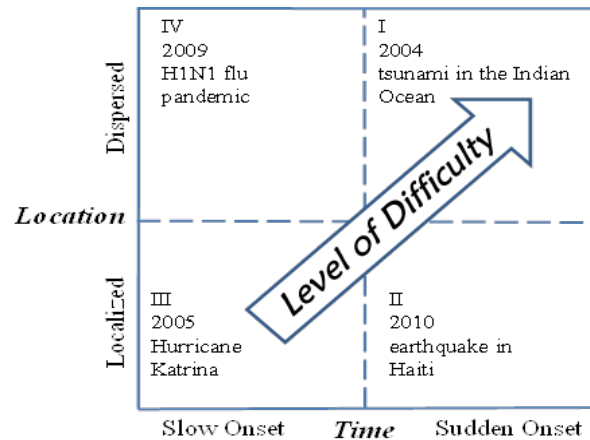 IV
2009
H1N1 flu
pandemic
I
2004
tsunami in the Indian
Ocean
Dispersed
Level of Difficulty
Location
Localized
III
2005
Hurricane
Katrina
II
2010
earthquake in
Haiti
Slow Onset
Time
Sudden Onset